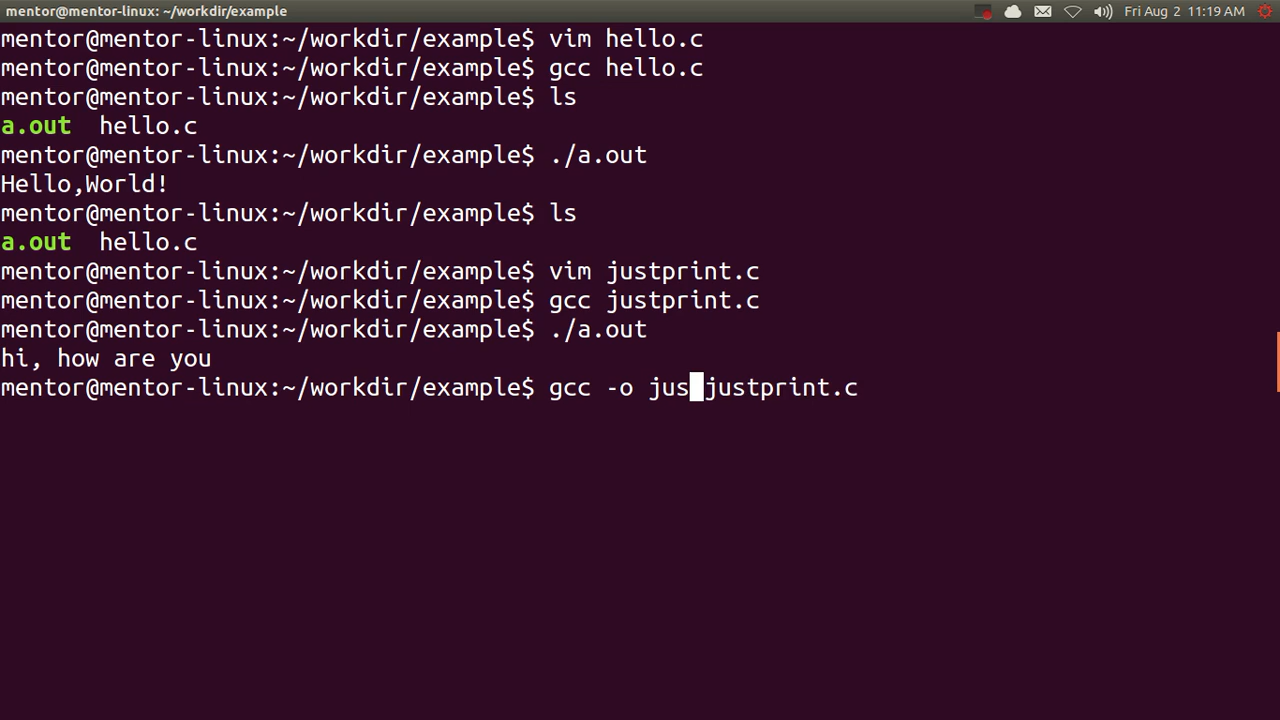 mentor@mentor-linux: ~/workdir/example
Fri Aug 2 11:19 AM
mentor@mentor-linux:~/workdir/example$ vim hello.c
mentor@mentor-linux:~/workdir/example$ gcc hello.c
mentor@mentor-linux:~/workdir/example$ ls
a.out  hello.c
mentor@mentor-linux:~/workdir/example$ ./a.out
Hello,World!
mentor@mentor-linux:~/workdir/example$ ls
a.out  hello.c
mentor@mentor-linux:~/workdir/example$ vim justprint.c
mentor@mentor-linux:~/workdir/example$ gcc justprint.c
mentor@mentor-linux:~/workdir/example$ ./a.out
hi, how are you
mentor@mentor-linux:~/workdir/example$ gcc -o jus justprint.c